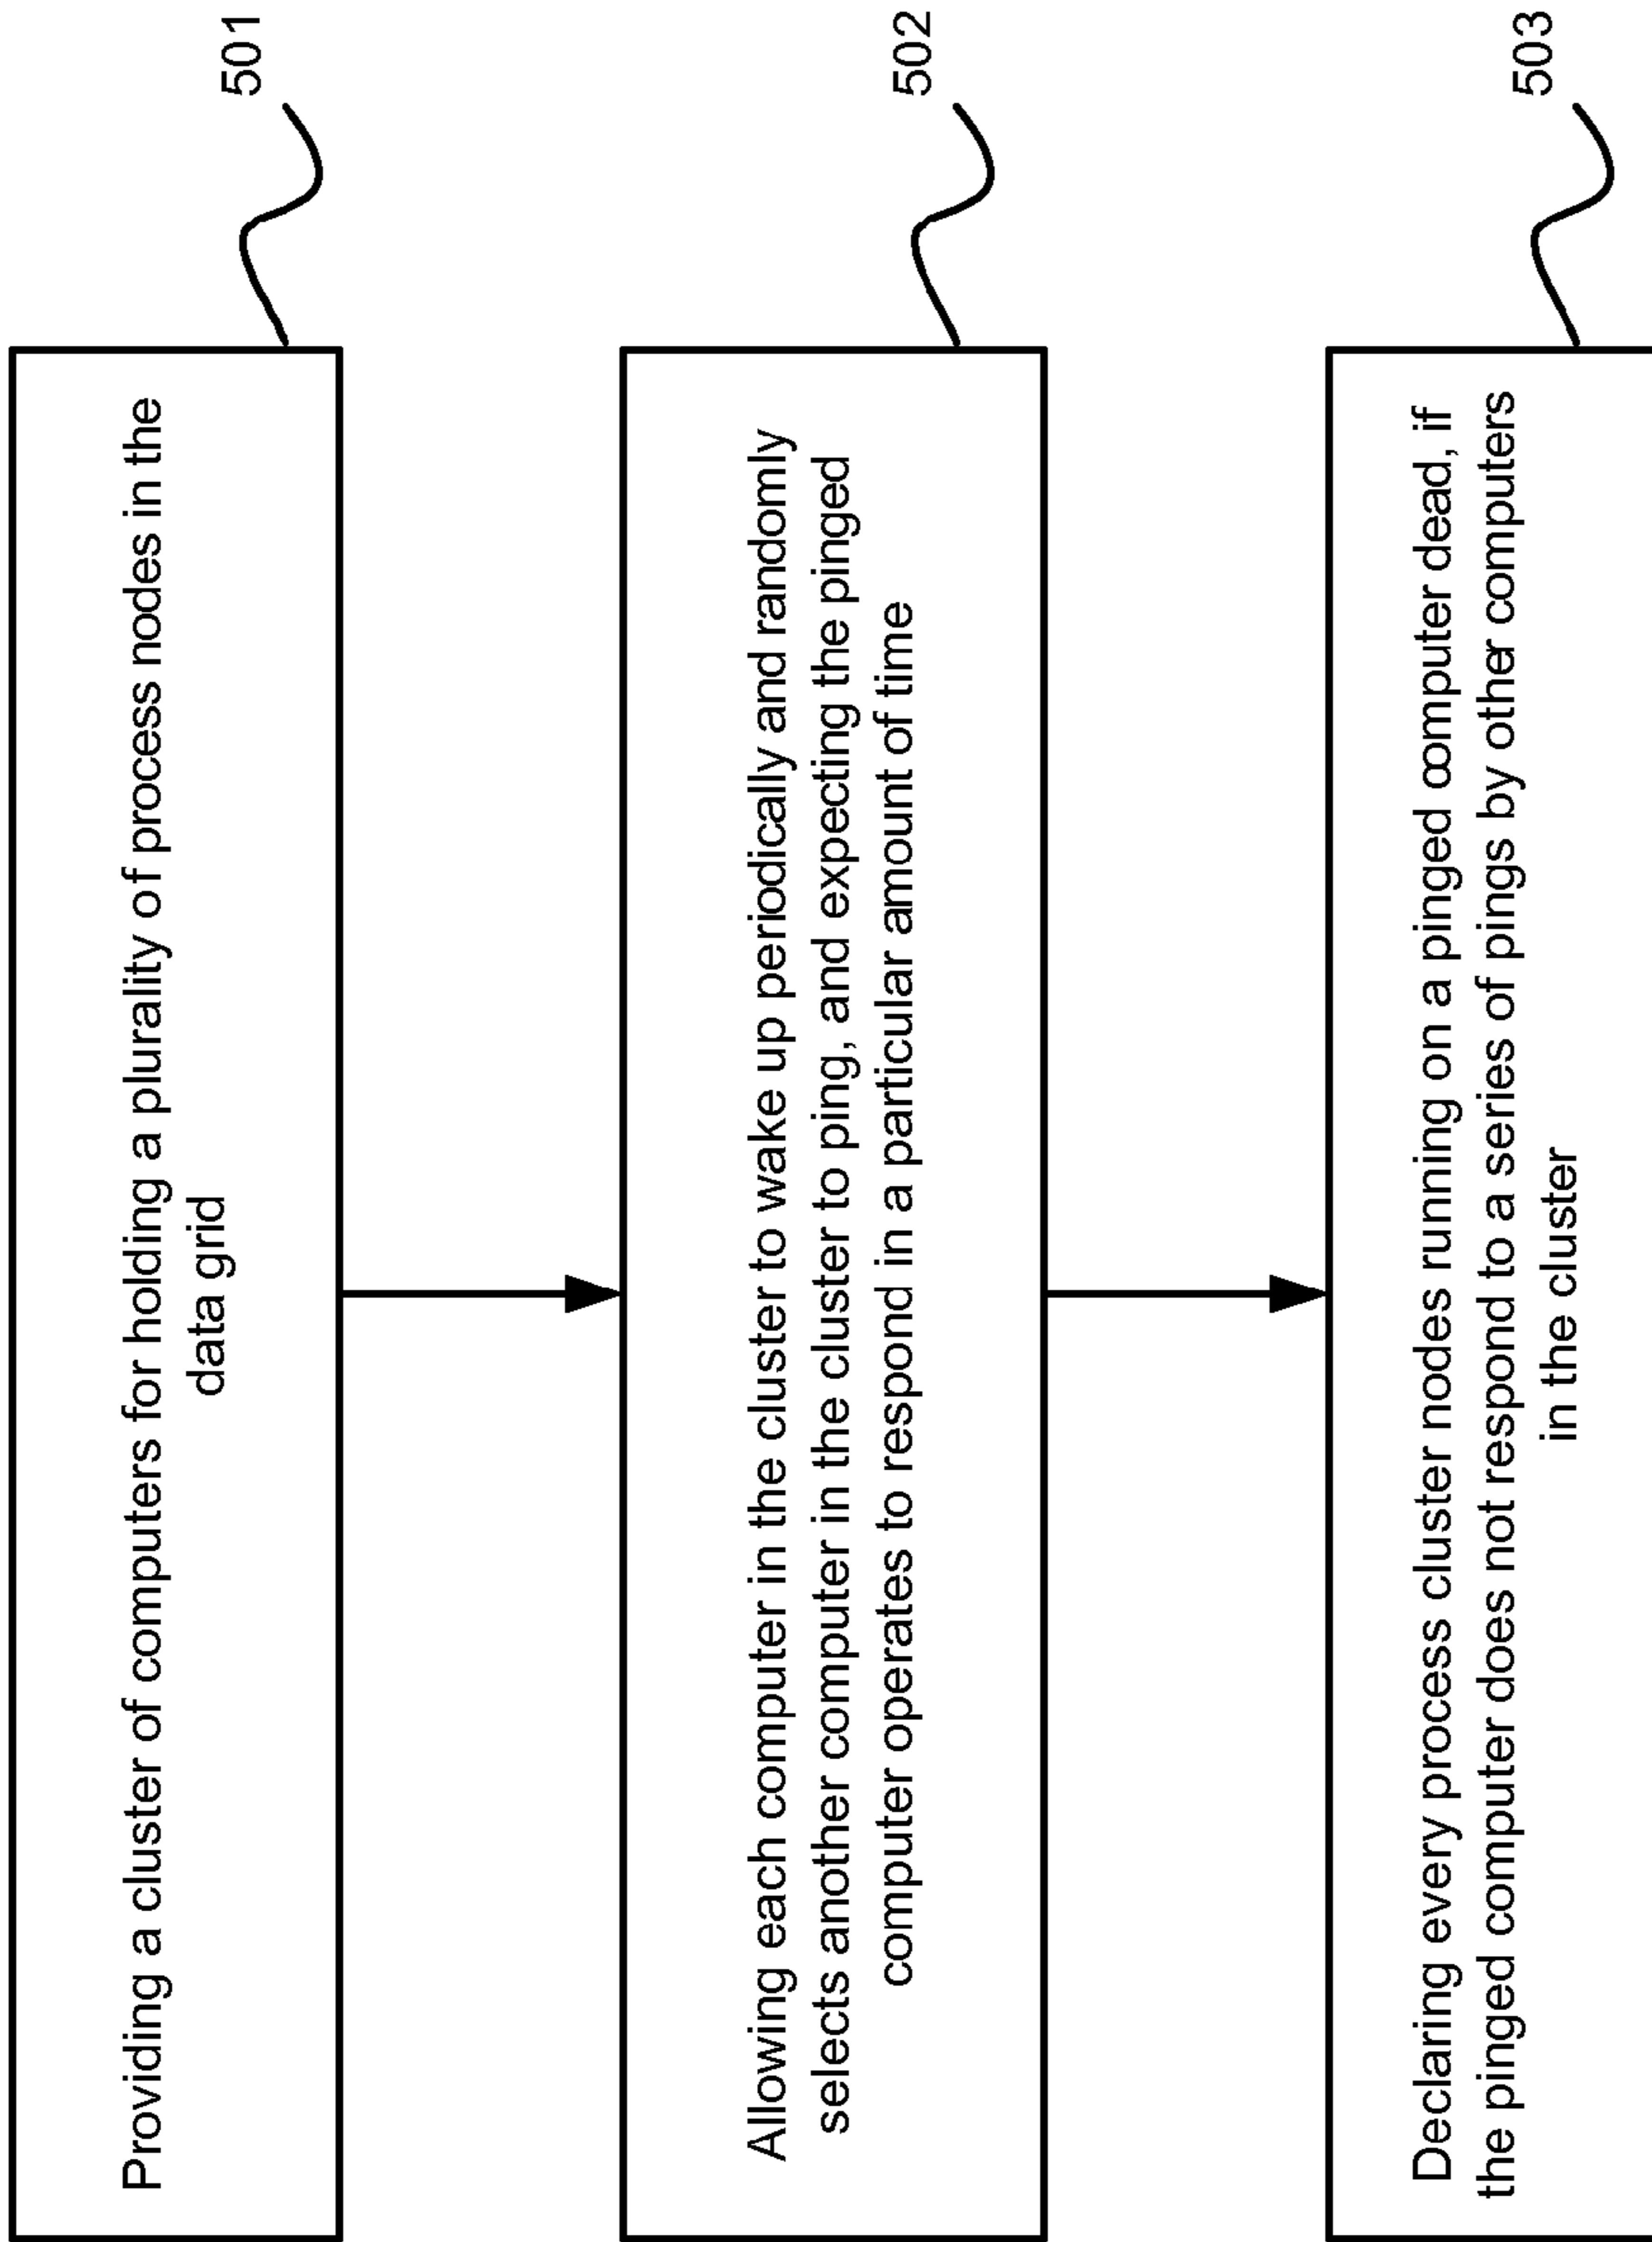 Providing a cluster of computers for holding a plurality of process nodes in the
data grid
501
Allowing each computer in the cluster to wake up periodically and randomly
selects another computer in the cluster to ping, and expecting the pinged
computer operates to respond in a particular amount of time
502
Declaring every process cluster nodes running on a pinged computer dead, if
the pinged computer does not respond to a series of pings by other computers
in the cluster
503